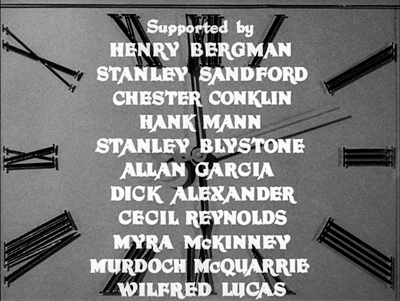 Supported by
HENRY BERGMAN
STANLEY SANDFORD
CHESTER CONKLIN
HANK MANN
STANLEY BLYSTONE
ALLAN GARCIA
DICK ALEXANDER
CECIL REYNOLDS
MYRA McKINNEY
MURDOCH McQUARRIE
WILFRED LUCAS